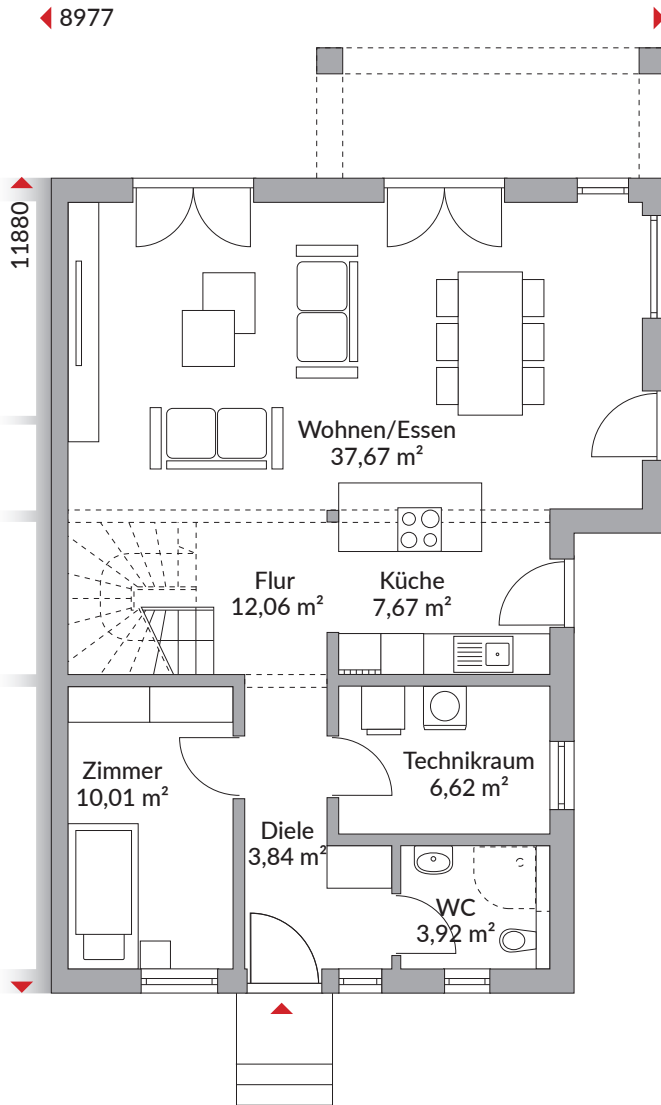 8977
11880
Wohnen/Essen
37,67 m²
Flur
12,06 m²
Küche
7,67 m²
Zimmer
10,01 m²
Technikraum
6,62 m²
Diele
3,84 m²
WC
3,92 m²